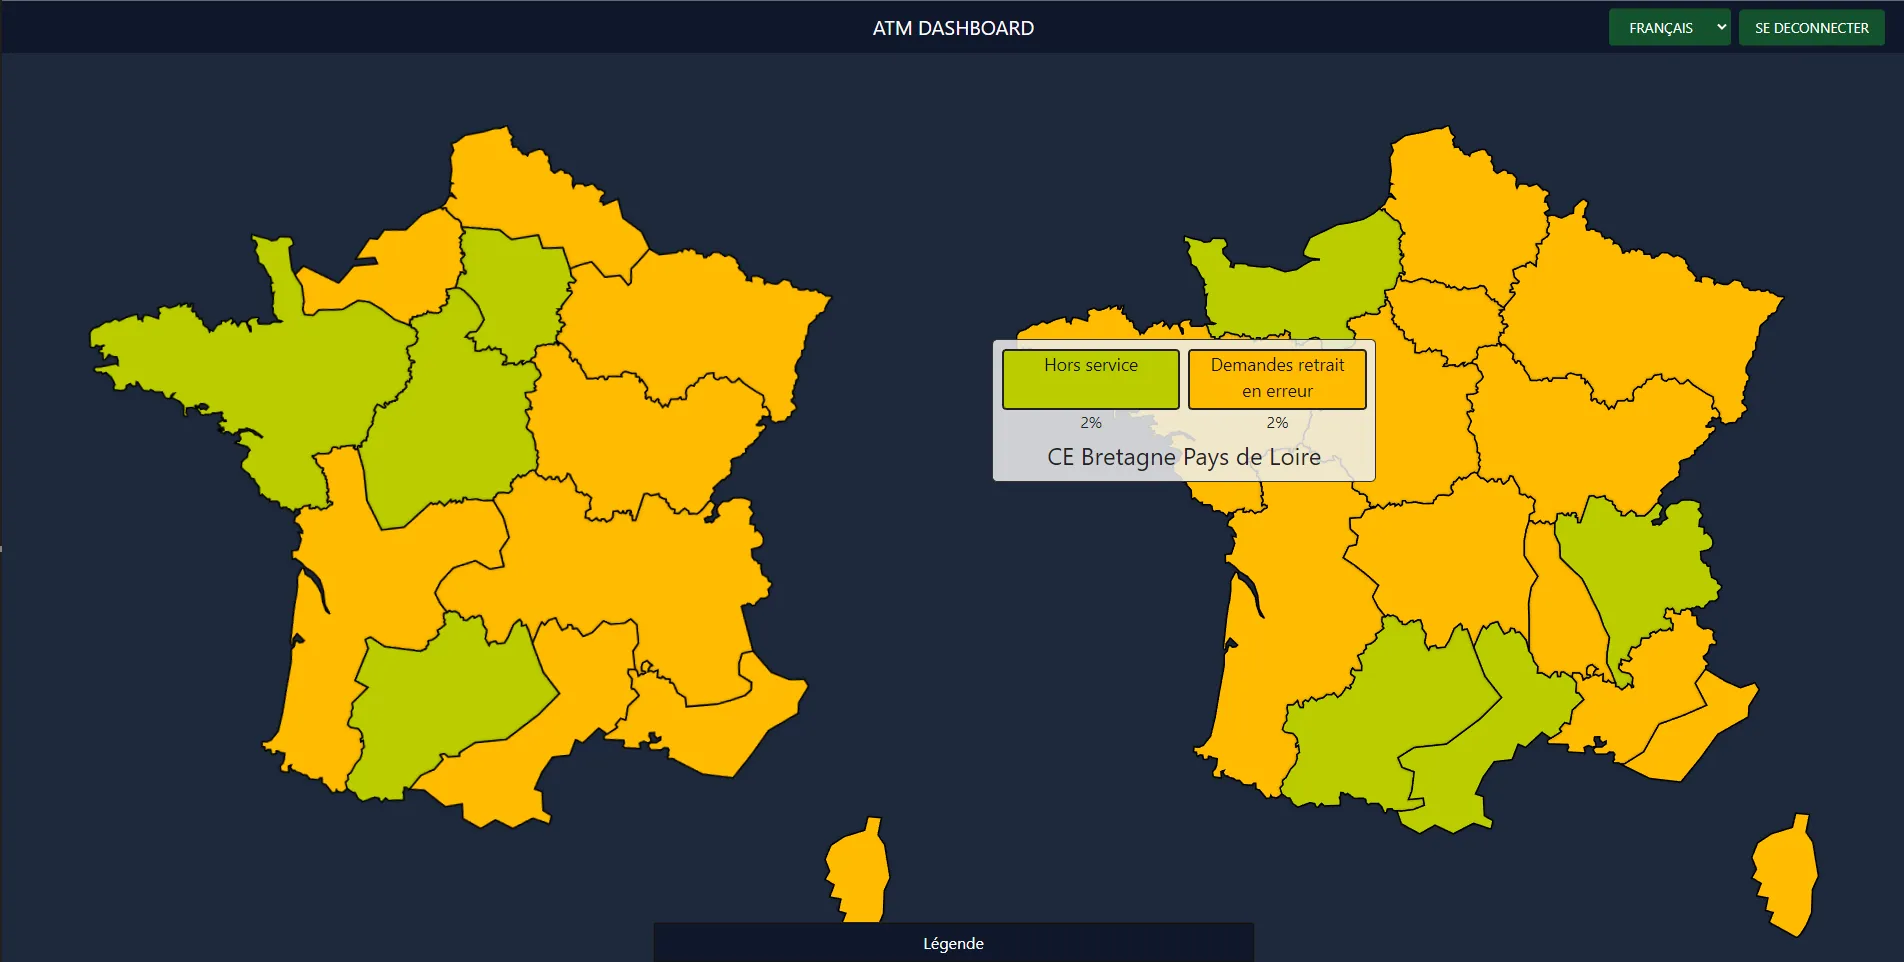 ATM DASHBOARD
FRANÇAIS
SE DECONNECTER
Hors service
Demandes retrait
en erreur
2%
2%
CE Bretagne Pays de Loire
Légende